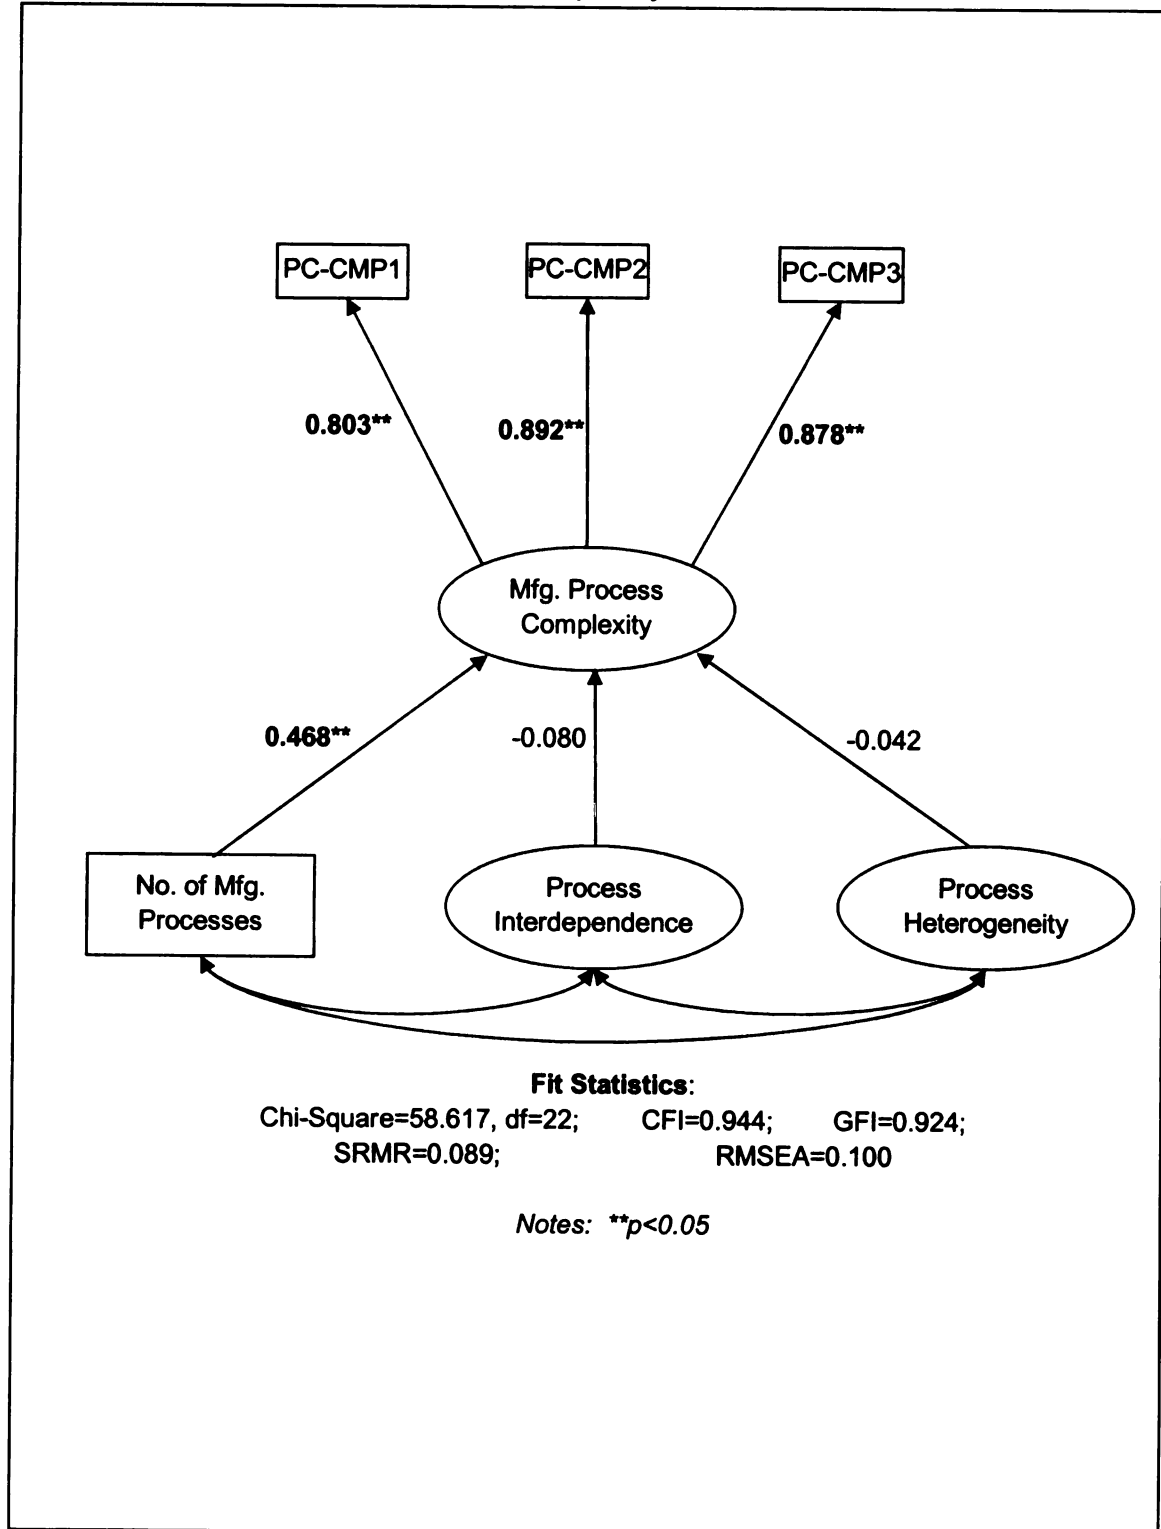 PC-CMP1 PC-CMP2 PC-CMP3
0.803** 0.892** 0.878**
Mfg. Process
Complexity
0.468** -0.080 -0.042
No. of Mfg.
Processes
Process
Interdependence
Process
Heterogeneity
Fit Statistics:
Chi-Square=58.617, df=22; CFI=0.944; GFI=0.924;
SRMR=0.089; RMSEA=0.100
Notes: **p<0.05